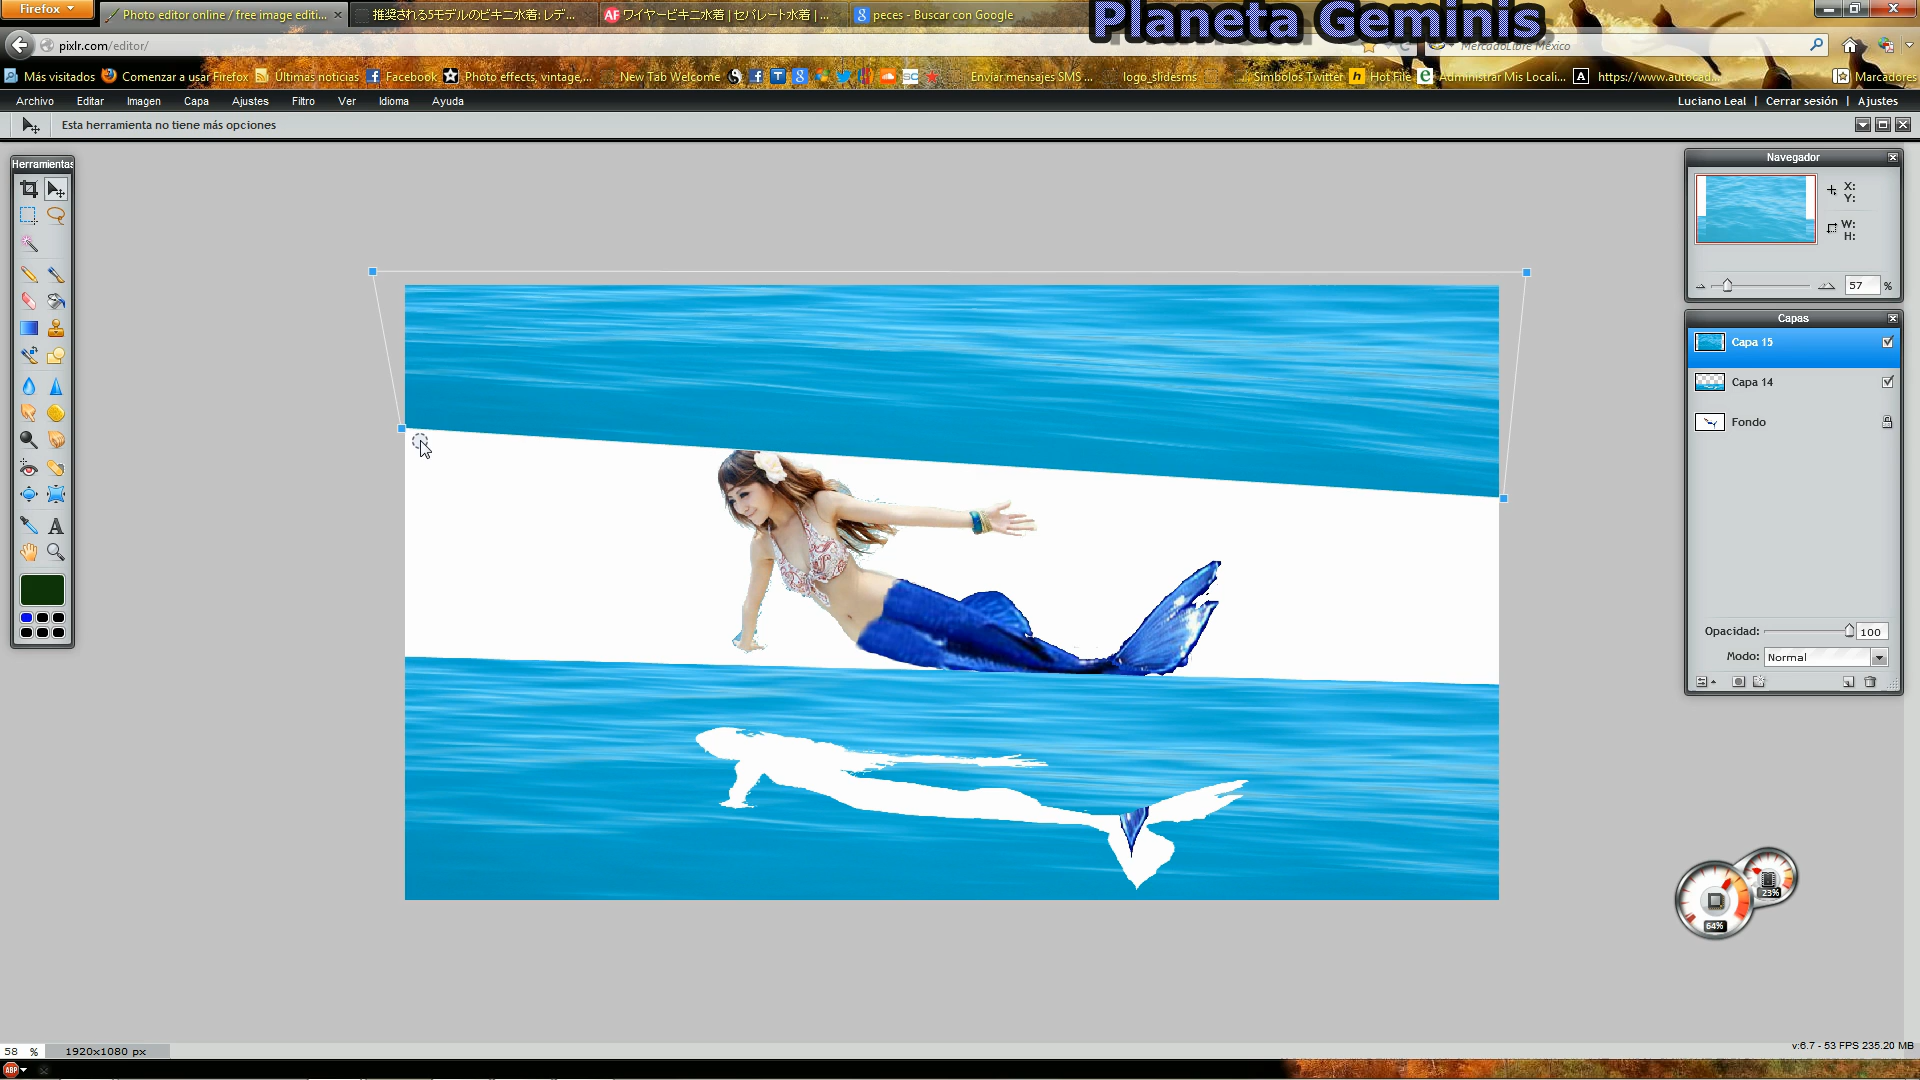 Planeta Geminis
Firefox
Photo editor online / free image editi...
推奨される5モデルのビキニ水着: レデ...
AF ワイヤービキニ水着 | セパレート水着 | ...
peces - Buscar con Google
pixlr.com/editor/
MercadoLibre Mexico
Más visitados
Comenzar a usar Firefox
Últimas noticias
Facebook
Photo effects, vintage,...
New Tab Welcome
SC
Enviar mensajes SMS ...
logo_slidesms
Simbolos Twitter
Hot File
Administrar Mis Locali...
https://www.autocad...
Marcadores
Archivo Editar Imagen Capa Ajustes Filtro Ver Idioma Ayuda
Luciano Leal | Cerrar sesión | Ajustes
Esta herramienta no tiene más opciones
Herramientas
Navegador
X:
Y:
W:
H:
57 %
Capas
Capa 15
Capa 14
Fondo
Opacidad: 100
Modo: Normal
23%
64%
58 % 1920x1080 px
v:6.7 - 53 FPS 235.20 MB
ABP